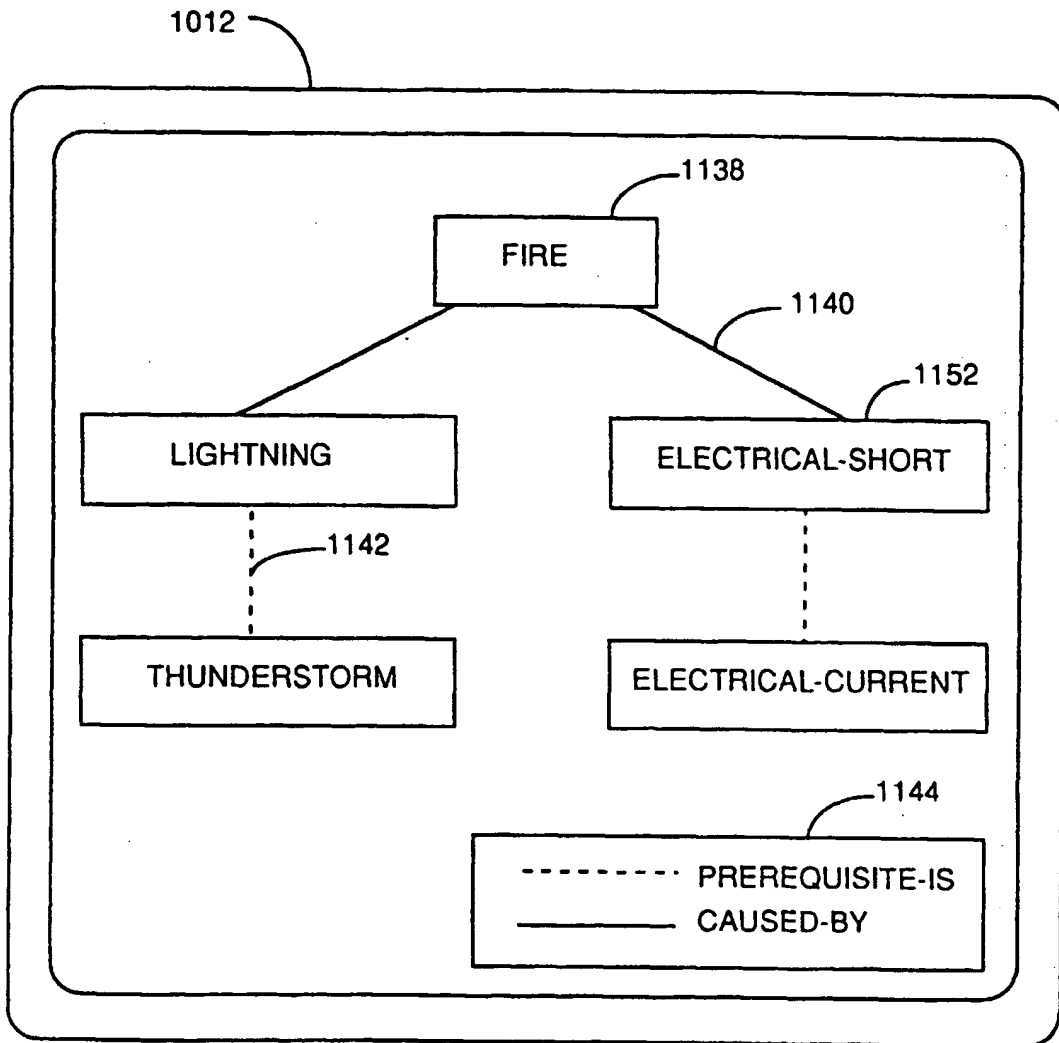 1012
1138
FIRE
1140
1152
LIGHTNING
ELECTRICAL-SHORT
1142
THUNDERSTORM
ELECTRICAL-CURRENT
1144
PREREQUISITE-IS
CAUSED-BY